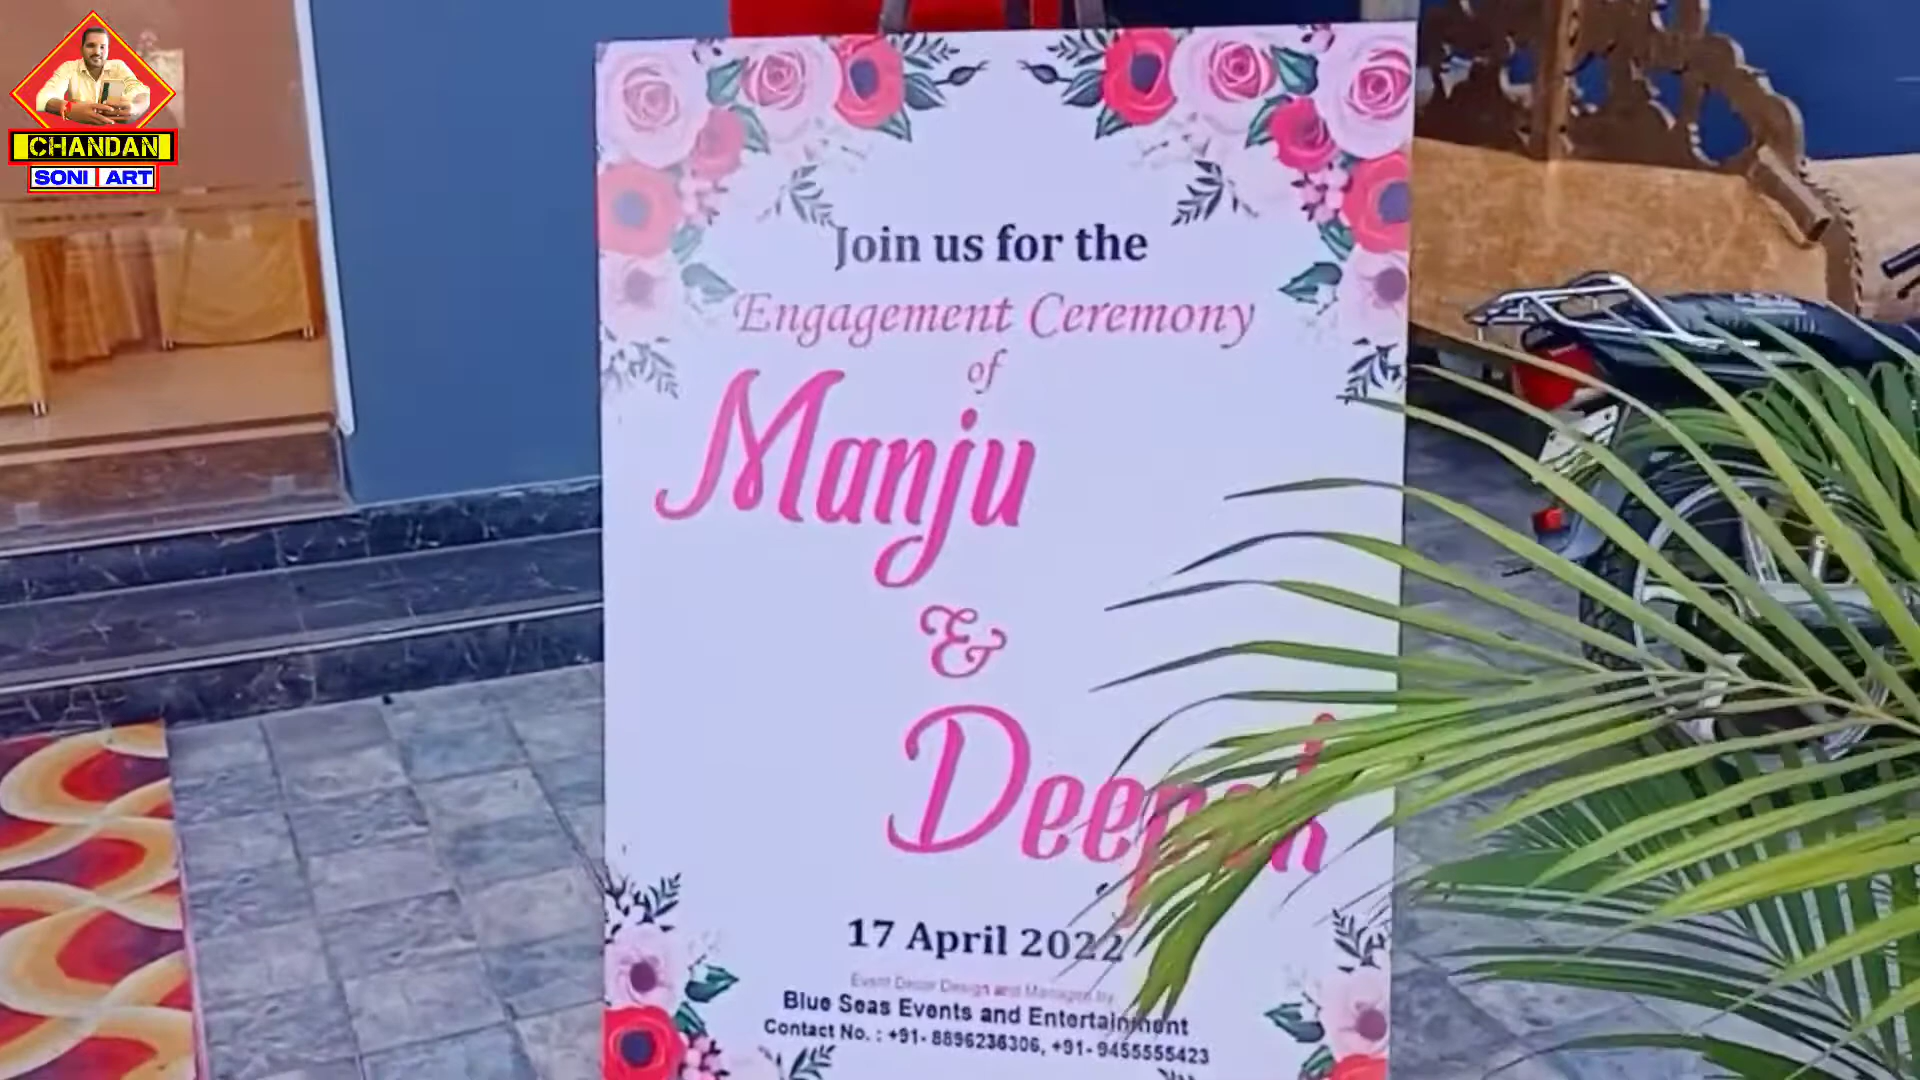 CHANDAN
SONI ART
Join us for the
Engagement Ceremony
of
Manju
&
Deepak
17 April 2022
Event Decor Design and Managed by
Blue Seas Events and Entertainment
Contact No. : +91- 8896236306, +91- 9455555423